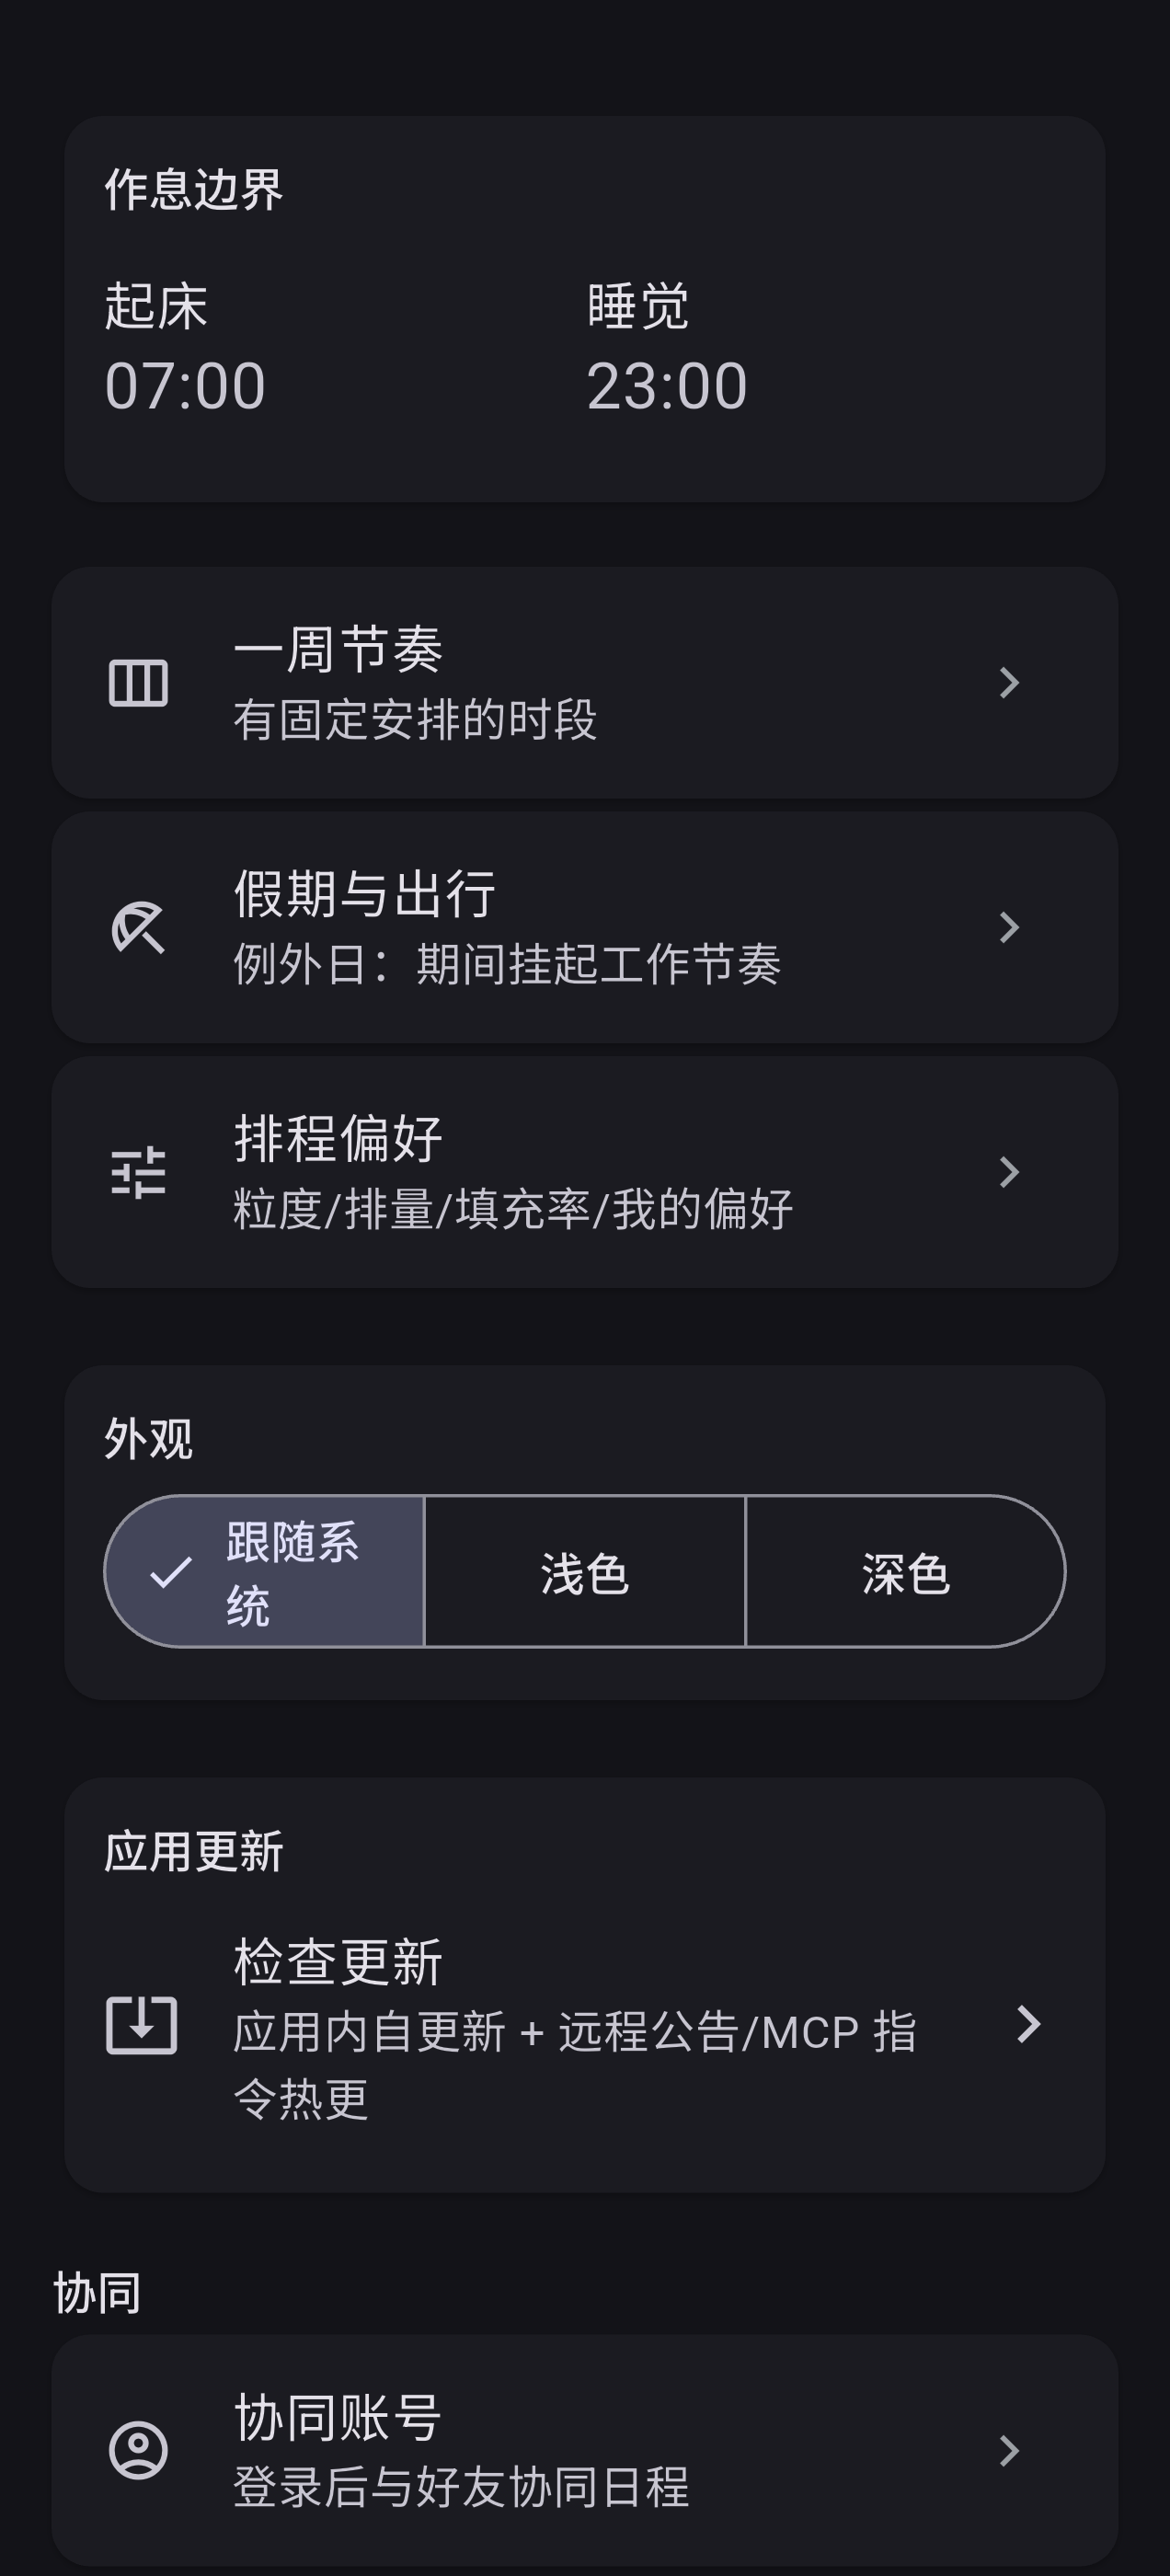 作息边界
起床 睡觉
07:00 23:00
一周节奏
有固定安排的时段
假期与出行
例外日：期间挂起工作节奏
排程偏好
粒度/排量/填充率/我的偏好
外观
跟随系
统
浅色
深色
应用更新
检查更新
应用内自更新 + 远程公告/MCP 指
令热更
协同
协同账号
登录后与好友协同日程